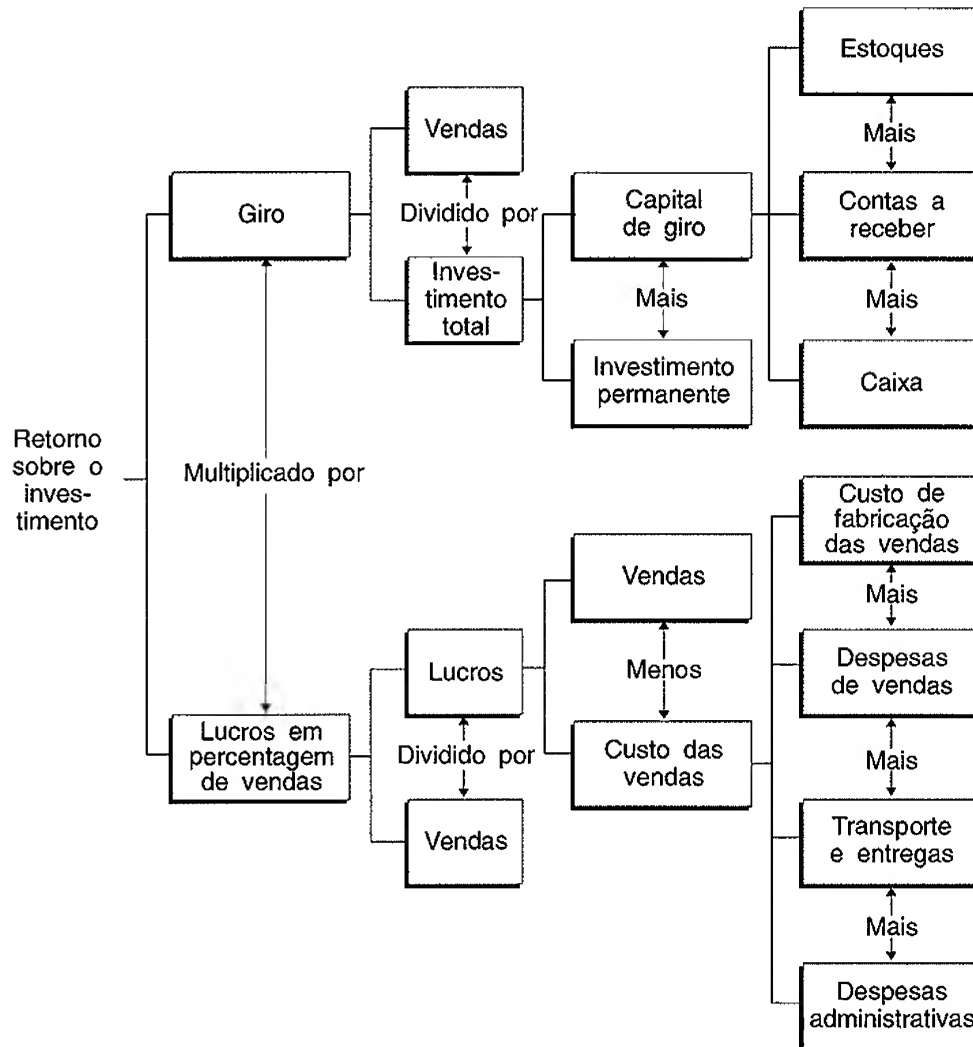 Estoques
Mais
Vendas
Giro
Dividido por
Capital
de giro
Contas a
receber
Inves-
timento
total
Mais
Mais
Investimento
permanente
Caixa
Retorno
sobre o
inves-
timento
Multiplicado por
Custo de
fabricação
das vendas
Vendas
Mais
Lucros
Menos
Despesas
de vendas
Lucros em
percentagem
de vendas
Dividido por
Custo das
vendas
Mais
Vendas
Transporte
e entregas
Mais
Despesas
administrativas